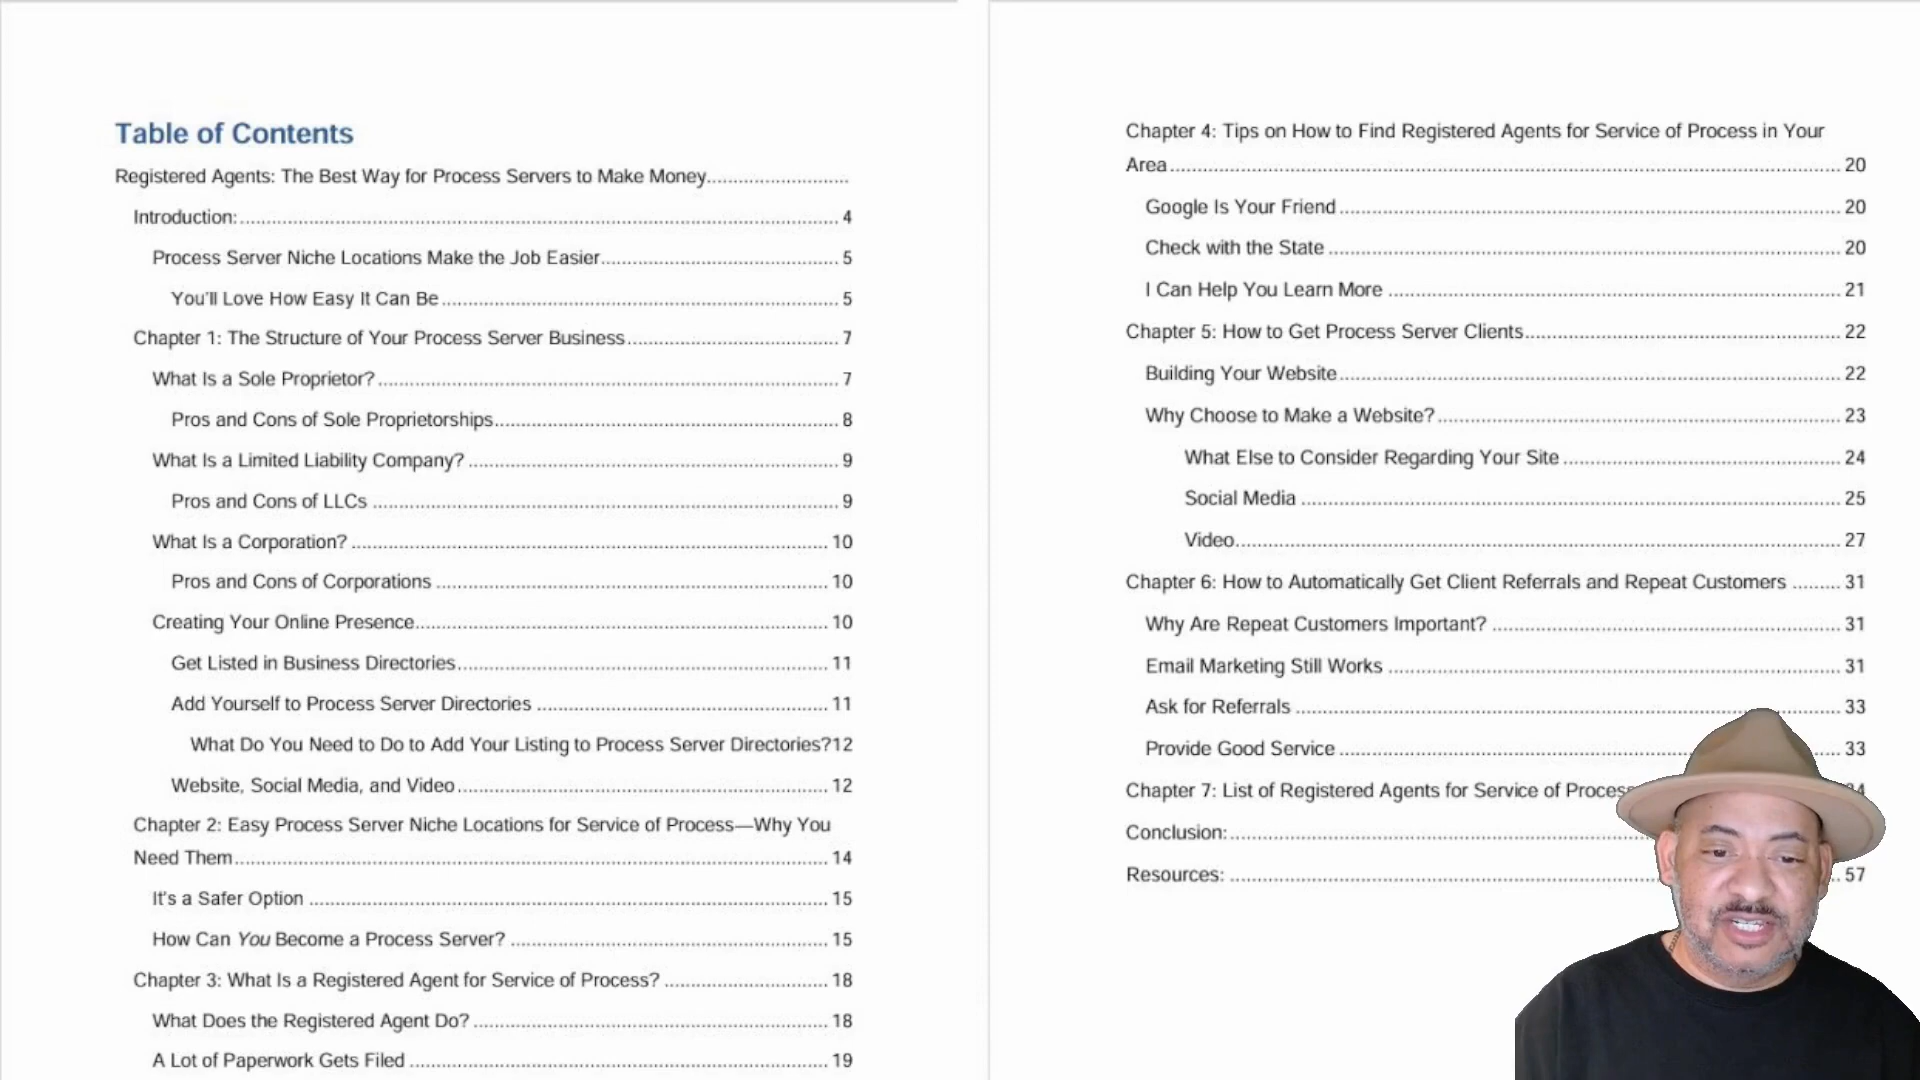 Table of Contents
Registered Agents: The Best Way for Process Servers to Make Money........................
Introduction: ........................ 4
Process Server Niche Locations Make the Job Easier........................ 5
You'll Love How Easy It Can Be ........................ 5
Chapter 1: The Structure of Your Process Server Business........................ 7
What Is a Sole Proprietor? ........................ 7
Pros and Cons of Sole Proprietorships........................ 8
What Is a Limited Liability Company? ........................ 9
Pros and Cons of LLCs ........................ 9
What Is a Corporation? ........................ 10
Pros and Cons of Corporations ........................ 10
Creating Your Online Presence........................ 10
Get Listed in Business Directories........................ 11
Add Yourself to Process Server Directories ........................ 11
What Do You Need to Do to Add Your Listing to Process Server Directories?12
Website, Social Media, and Video........................ 12
Chapter 2: Easy Process Server Niche Locations for Service of Process—Why You
Need Them........................ 14
It's a Safer Option ........................ 15
How Can You Become a Process Server? ........................ 15
Chapter 3: What Is a Registered Agent for Service of Process? ........................ 18
What Does the Registered Agent Do? ........................ 18
A Lot of Paperwork Gets Filed ........................ 19
Chapter 4: Tips on How to Find Registered Agents for Service of Process in Your
Area ........................ 20
Google Is Your Friend ........................ 20
Check with the State ........................ 20
I Can Help You Learn More ........................ 21
Chapter 5: How to Get Process Server Clients........................ 22
Building Your Website........................ 22
Why Choose to Make a Website? ........................ 23
What Else to Consider Regarding Your Site ........................ 24
Social Media ........................ 25
Video........................ 27
Chapter 6: How to Automatically Get Client Referrals and Repeat Customers ......... 31
Why Are Repeat Customers Important? ........................ 31
Email Marketing Still Works ........................ 31
Ask for Referrals ........................ 33
Provide Good Service ........................ 33
Chapter 7: List of Registered Agents for Service of Process
Conclusion: ........................
Resources: ........................ 57